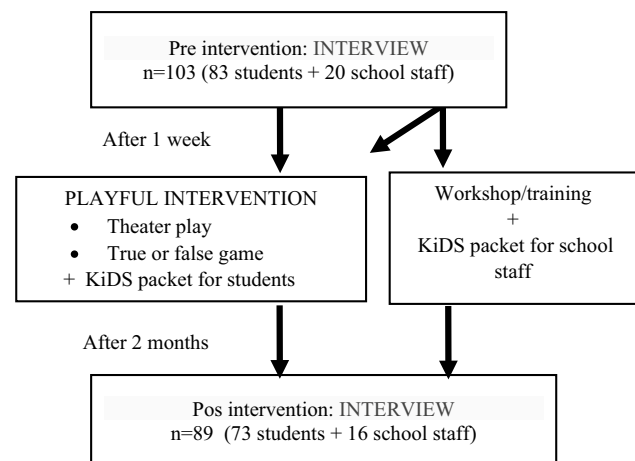 Pre intervention: INTERVIEW
n=103 (83 students + 20 school staff)
After 1 week
PLAYFUL INTERVENTION
• Theater play
• True or false game
+ KiDS packet for students
Workshop/training
+
KiDS packet for school
staff
After 2 months
Pos intervention: INTERVIEW
n=89 (73 students + 16 school staff)